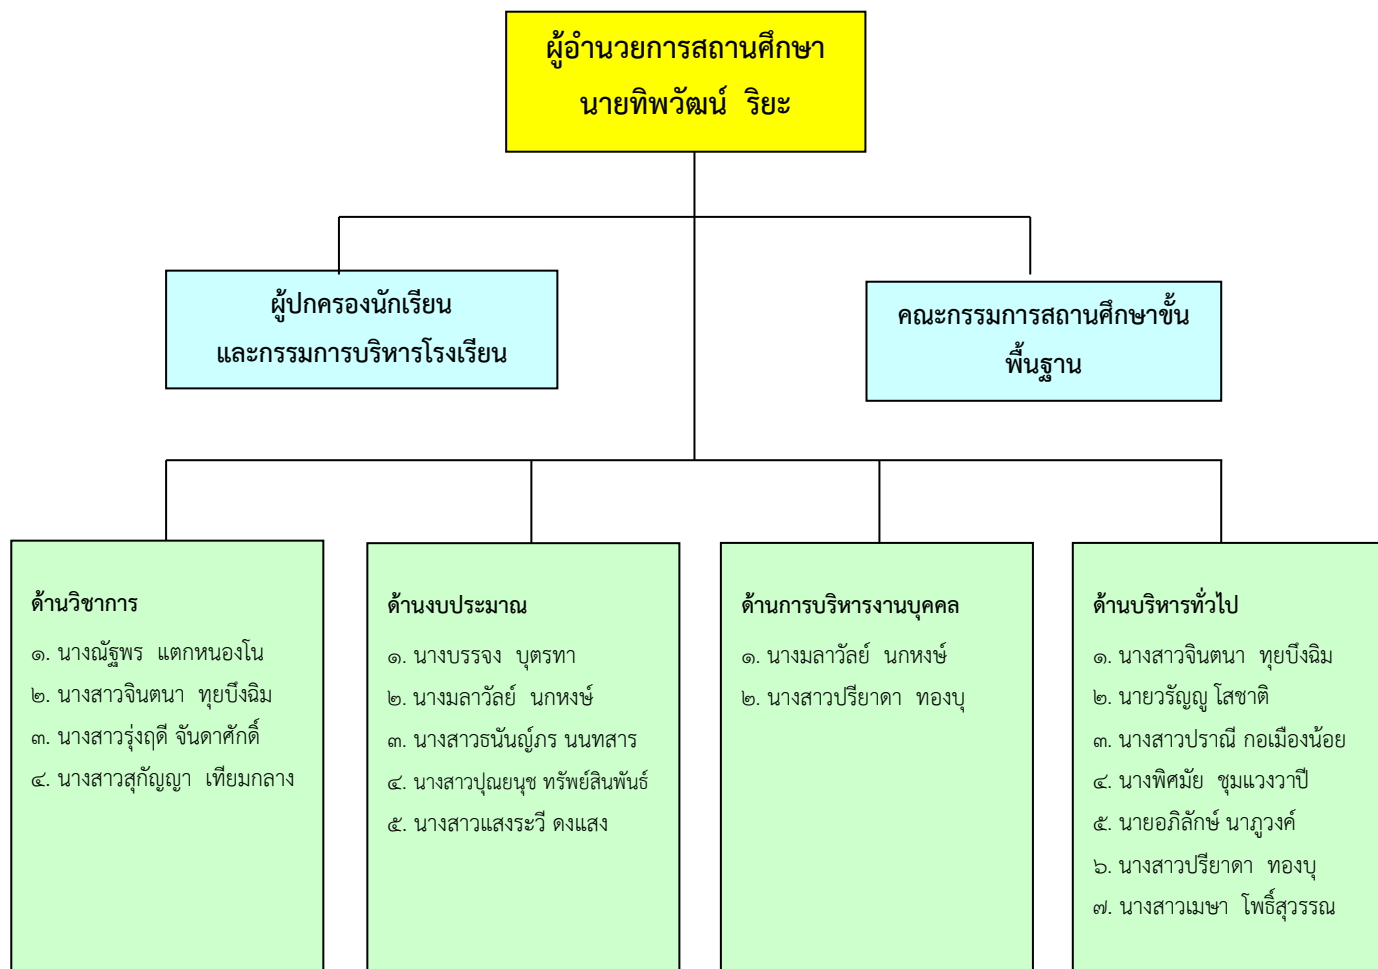 ผู้อำนวยการสถานศึกษา
นายทิพวัฒน์ ริยะ
ผู้ปกครองนักเรียน
และกรรมการบริหารโรงเรียน
คณะกรรมการสถานศึกษาขั้น
พื้นฐาน
ด้านวิชาการ
๑. นางณัฐพร แตกหนองโน
๒. นางสาวจินตนา ทุยบึงฉิม
๓. นางสาวรุ่งฤดี จันดาศักดิ์
๔. นางสาวสุกัญญา เทียมกลาง
ด้านงบประมาณ
๑. นางบรรจง บุตรทา
๒. นางมลาวัลย์ นกหงษ์
๓. นางสาวธนันญ์ภร นนทสาร
๔. นางสาวปุณยนุช ทรัพย์สินพันธ์
๕. นางสาวแสงระวี ดงแสง
ด้านการบริหารงานบุคคล
๑. นางมลาวัลย์ นกหงษ์
๒. นางสาวปรียาดา ทองบุ
ด้านบริหารทั่วไป
๑. นางสาวจินตนา ทุยบึงฉิม
๒. นายวรัญญู โสชาติ
๓. นางสาวปราณี กอเมืองน้อย
๔. นางพิศมัย ชุมแวงวาปี
๕. นายอภิลักษ์ นาภูวงค์
๖. นางสาวปรียาดา ทองบุ
๗. นางสาวเมษา โพธิ์สุวรรณ